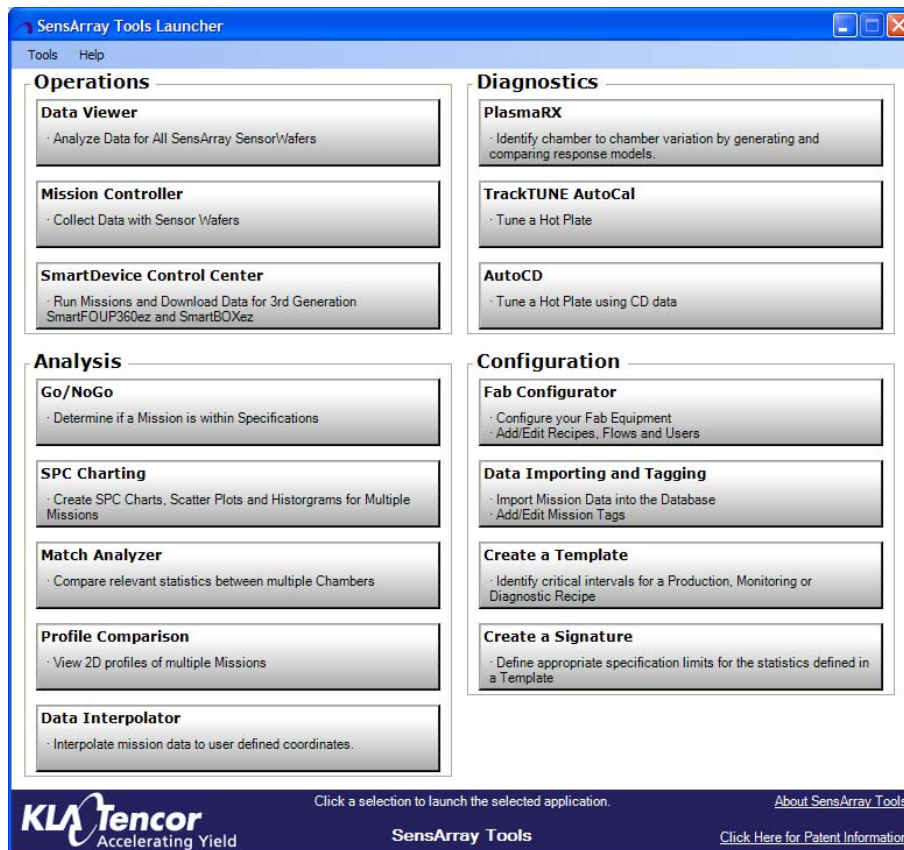 SensArray Tools Launcher
Tools Help
Operations
Data Viewer
· Analyze Data for All SensArray SensorWafers
Mission Controller
· Collect Data with Sensor Wafers
SmartDevice Control Center
· Run Missions and Download Data for 3rd Generation
SmartFOUP360ez and SmartBOXez
Diagnostics
PlasmaRX
· Identify chamber to chamber variation by generating and
comparing response models.
TrackTUNE AutoCal
· Tune a Hot Plate
AutoCD
· Tune a Hot Plate using CD data
Analysis
Go/NoGo
· Determine if a Mission is within Specifications
SPC Charting
· Create SPC Charts, Scatter Plots and Historgrams for Multiple
Missions
Match Analyzer
· Compare relevant statistics between multiple Chambers
Profile Comparison
· View 2D profiles of multiple Missions
Data Interpolator
· Interpolate mission data to user defined coordinates.
Configuration
Fab Configurator
· Configure your Fab Equipment
· Add/Edit Recipes, Flows and Users
Data Importing and Tagging
· Import Mission Data into the Database
· Add/Edit Mission Tags
Create a Template
· Identify critical intervals for a Production, Monitoring or
Diagnostic Recipe
Create a Signature
· Define appropriate specification limits for the statistics defined in
a Template
KLA Tencor
Accelerating Yield
Click a selection to launch the selected application.
SensArray Tools
About SensArray Tools
Click Here for Patent Information